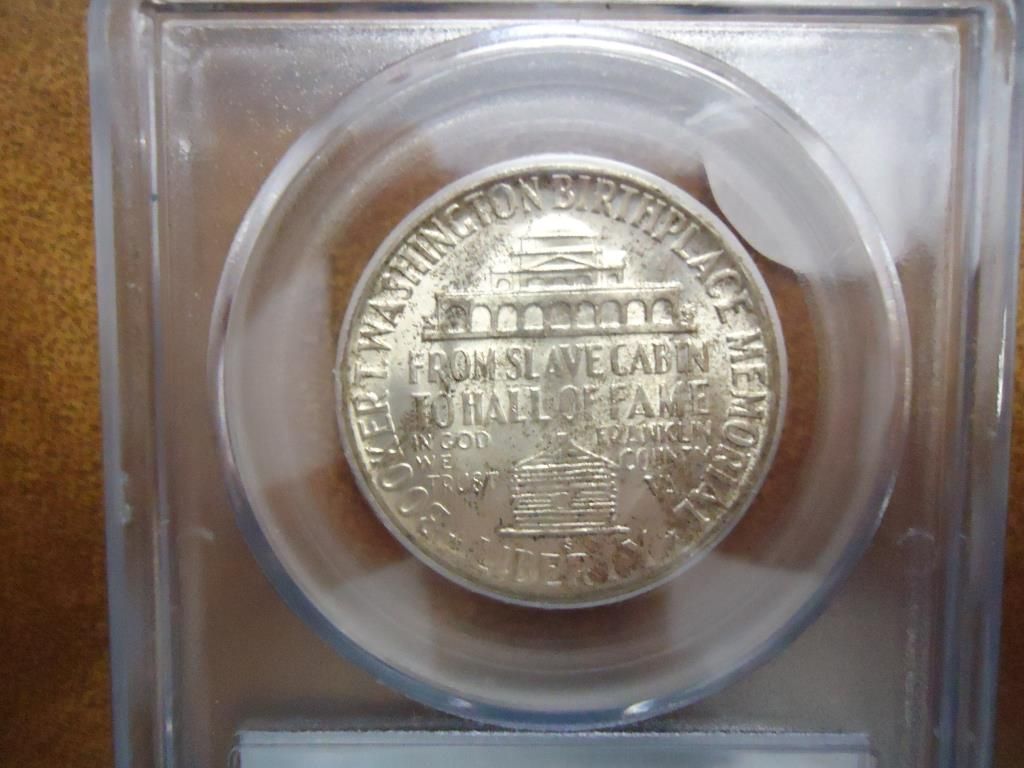 BOOKER T. WASHINGTON BIRTHPLACE MEMORIAL
FROM SLAVE CABIN
TO HALL OF FAME
IN GOD
WE
TRUST
FRANKLIN
COUNTY
VA.
S
LIBERTY